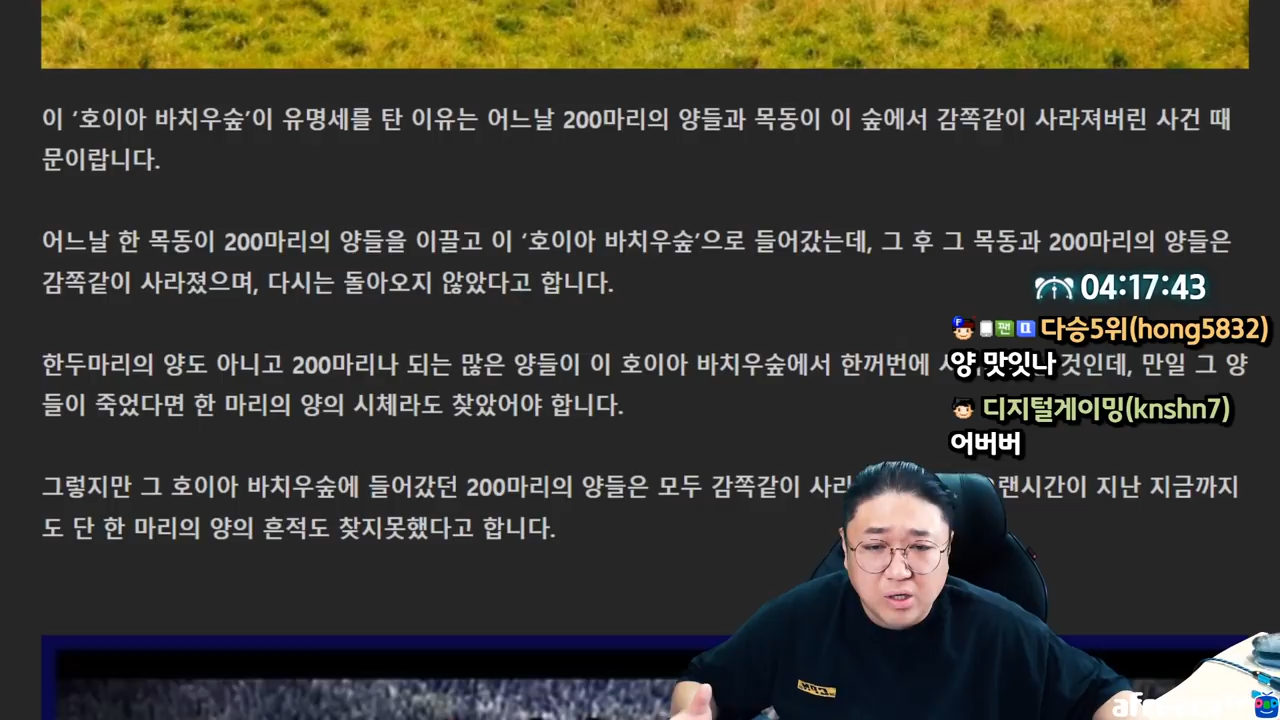 이 ‘호이아 바치우숲’이 유명세를 탄 이유는 어느날 200마리의 양들과 목동이 이 숲에서 감쪽같이 사라져버린 사건 때
문이랍니다.
어느날 한 목동이 200마리의 양들을 이끌고 이 ‘호이아 바치우숲’으로 들어갔는데, 그 후 그 목동과 200마리의 양들은
감쪽같이 사라졌으며, 다시는 돌아오지 않았다고 합니다.
04:17:43
다승5위(hong5832)
한두마리의 양도 아니고 200마리나 되는 많은 양들이 이 호이아 바치우숲에서 한꺼번에 것인데, 만일 그 양
양 맛잇나
들이 죽었다면 한 마리의 양의 시체라도 찾았어야 합니다.
디지털게이밍(knshn7)
어버버
그렇지만 그 호이아 바치우숲에 들어갔던 200마리의 양들은 모두 감쪽같이 사라 랜시간이 지난 지금까지
도 단 한 마리의 양의 흔적도 찾지못했다고 합니다.